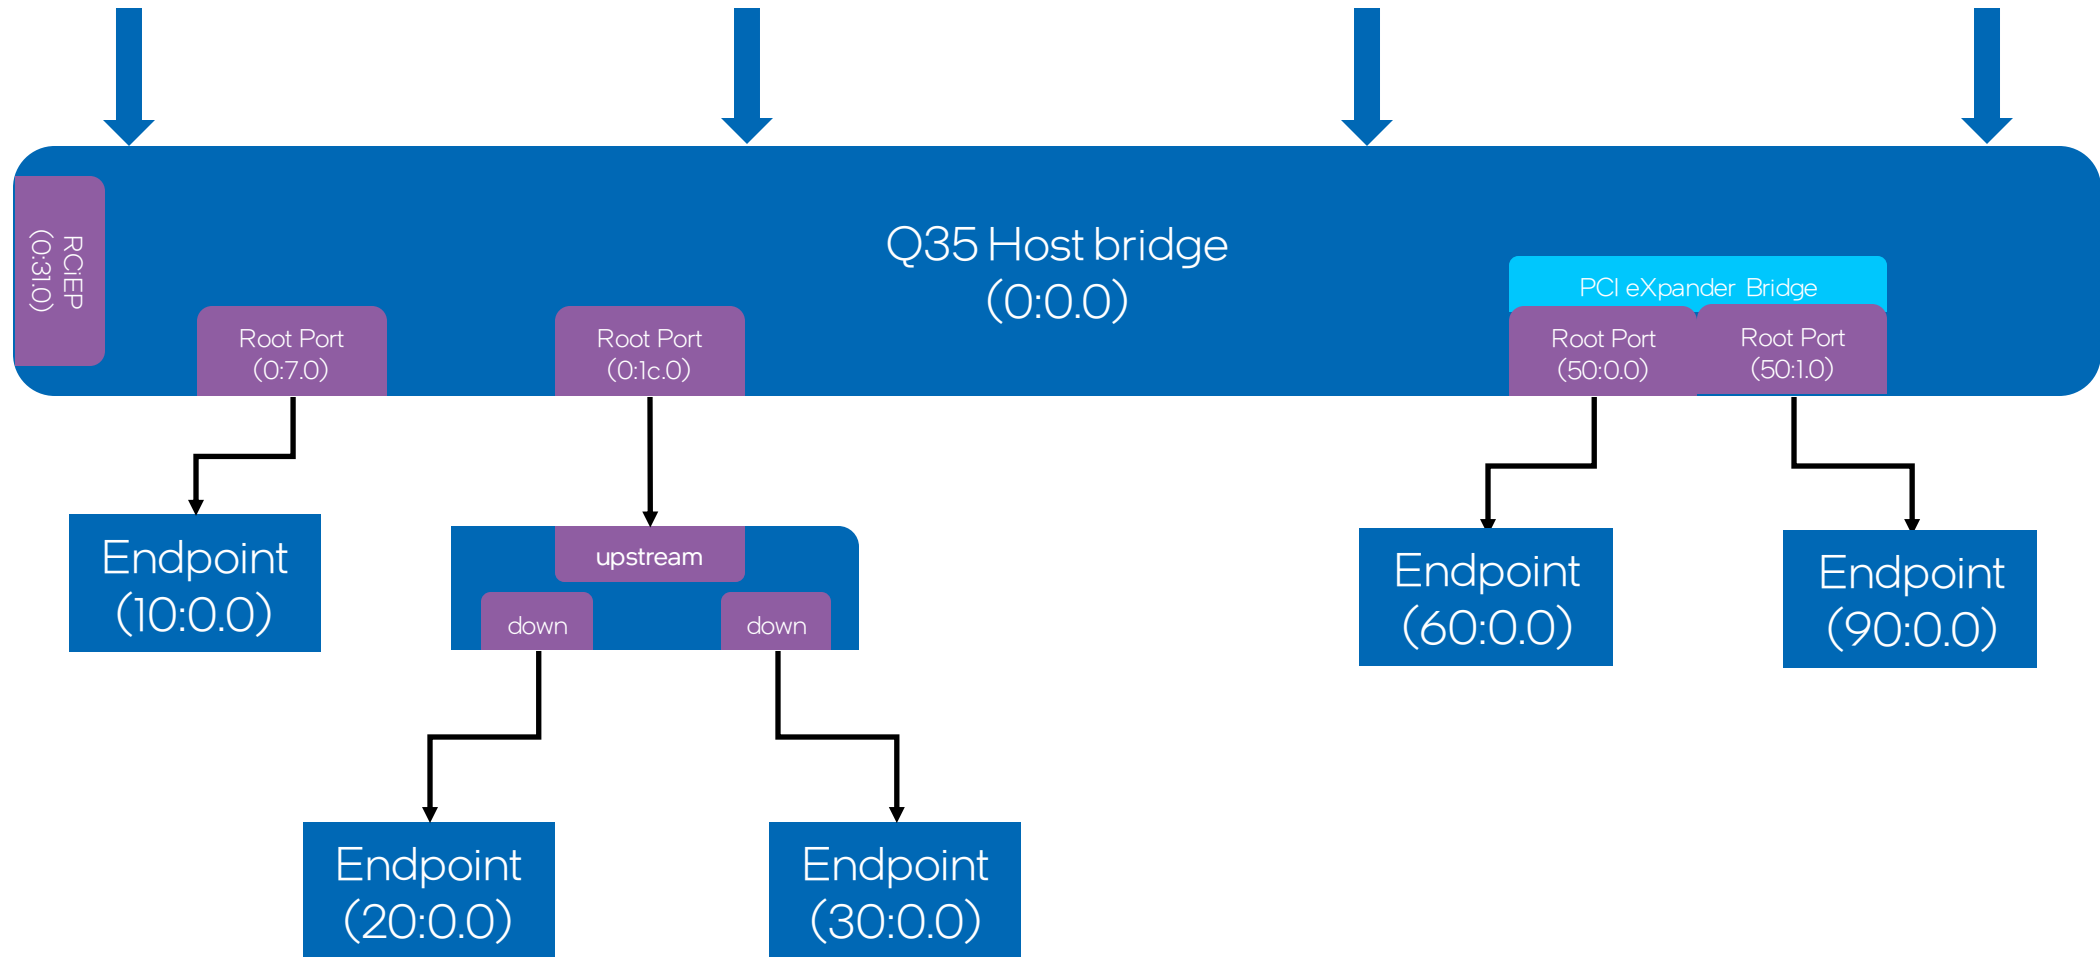 Q35 Host bridge
(0:0.0)
RCiEP
(0:31.0)
PCI eXpander Bridge
Root Port
(0:7.0)
Root Port
(0:1c.0)
Root Port
(50:0.0)
Root Port
(50:1.0)
Endpoint
(10:0.0)
upstream
down
down
Endpoint
(60:0.0)
Endpoint
(90:0.0)
Endpoint
(20:0.0)
Endpoint
(30:0.0)